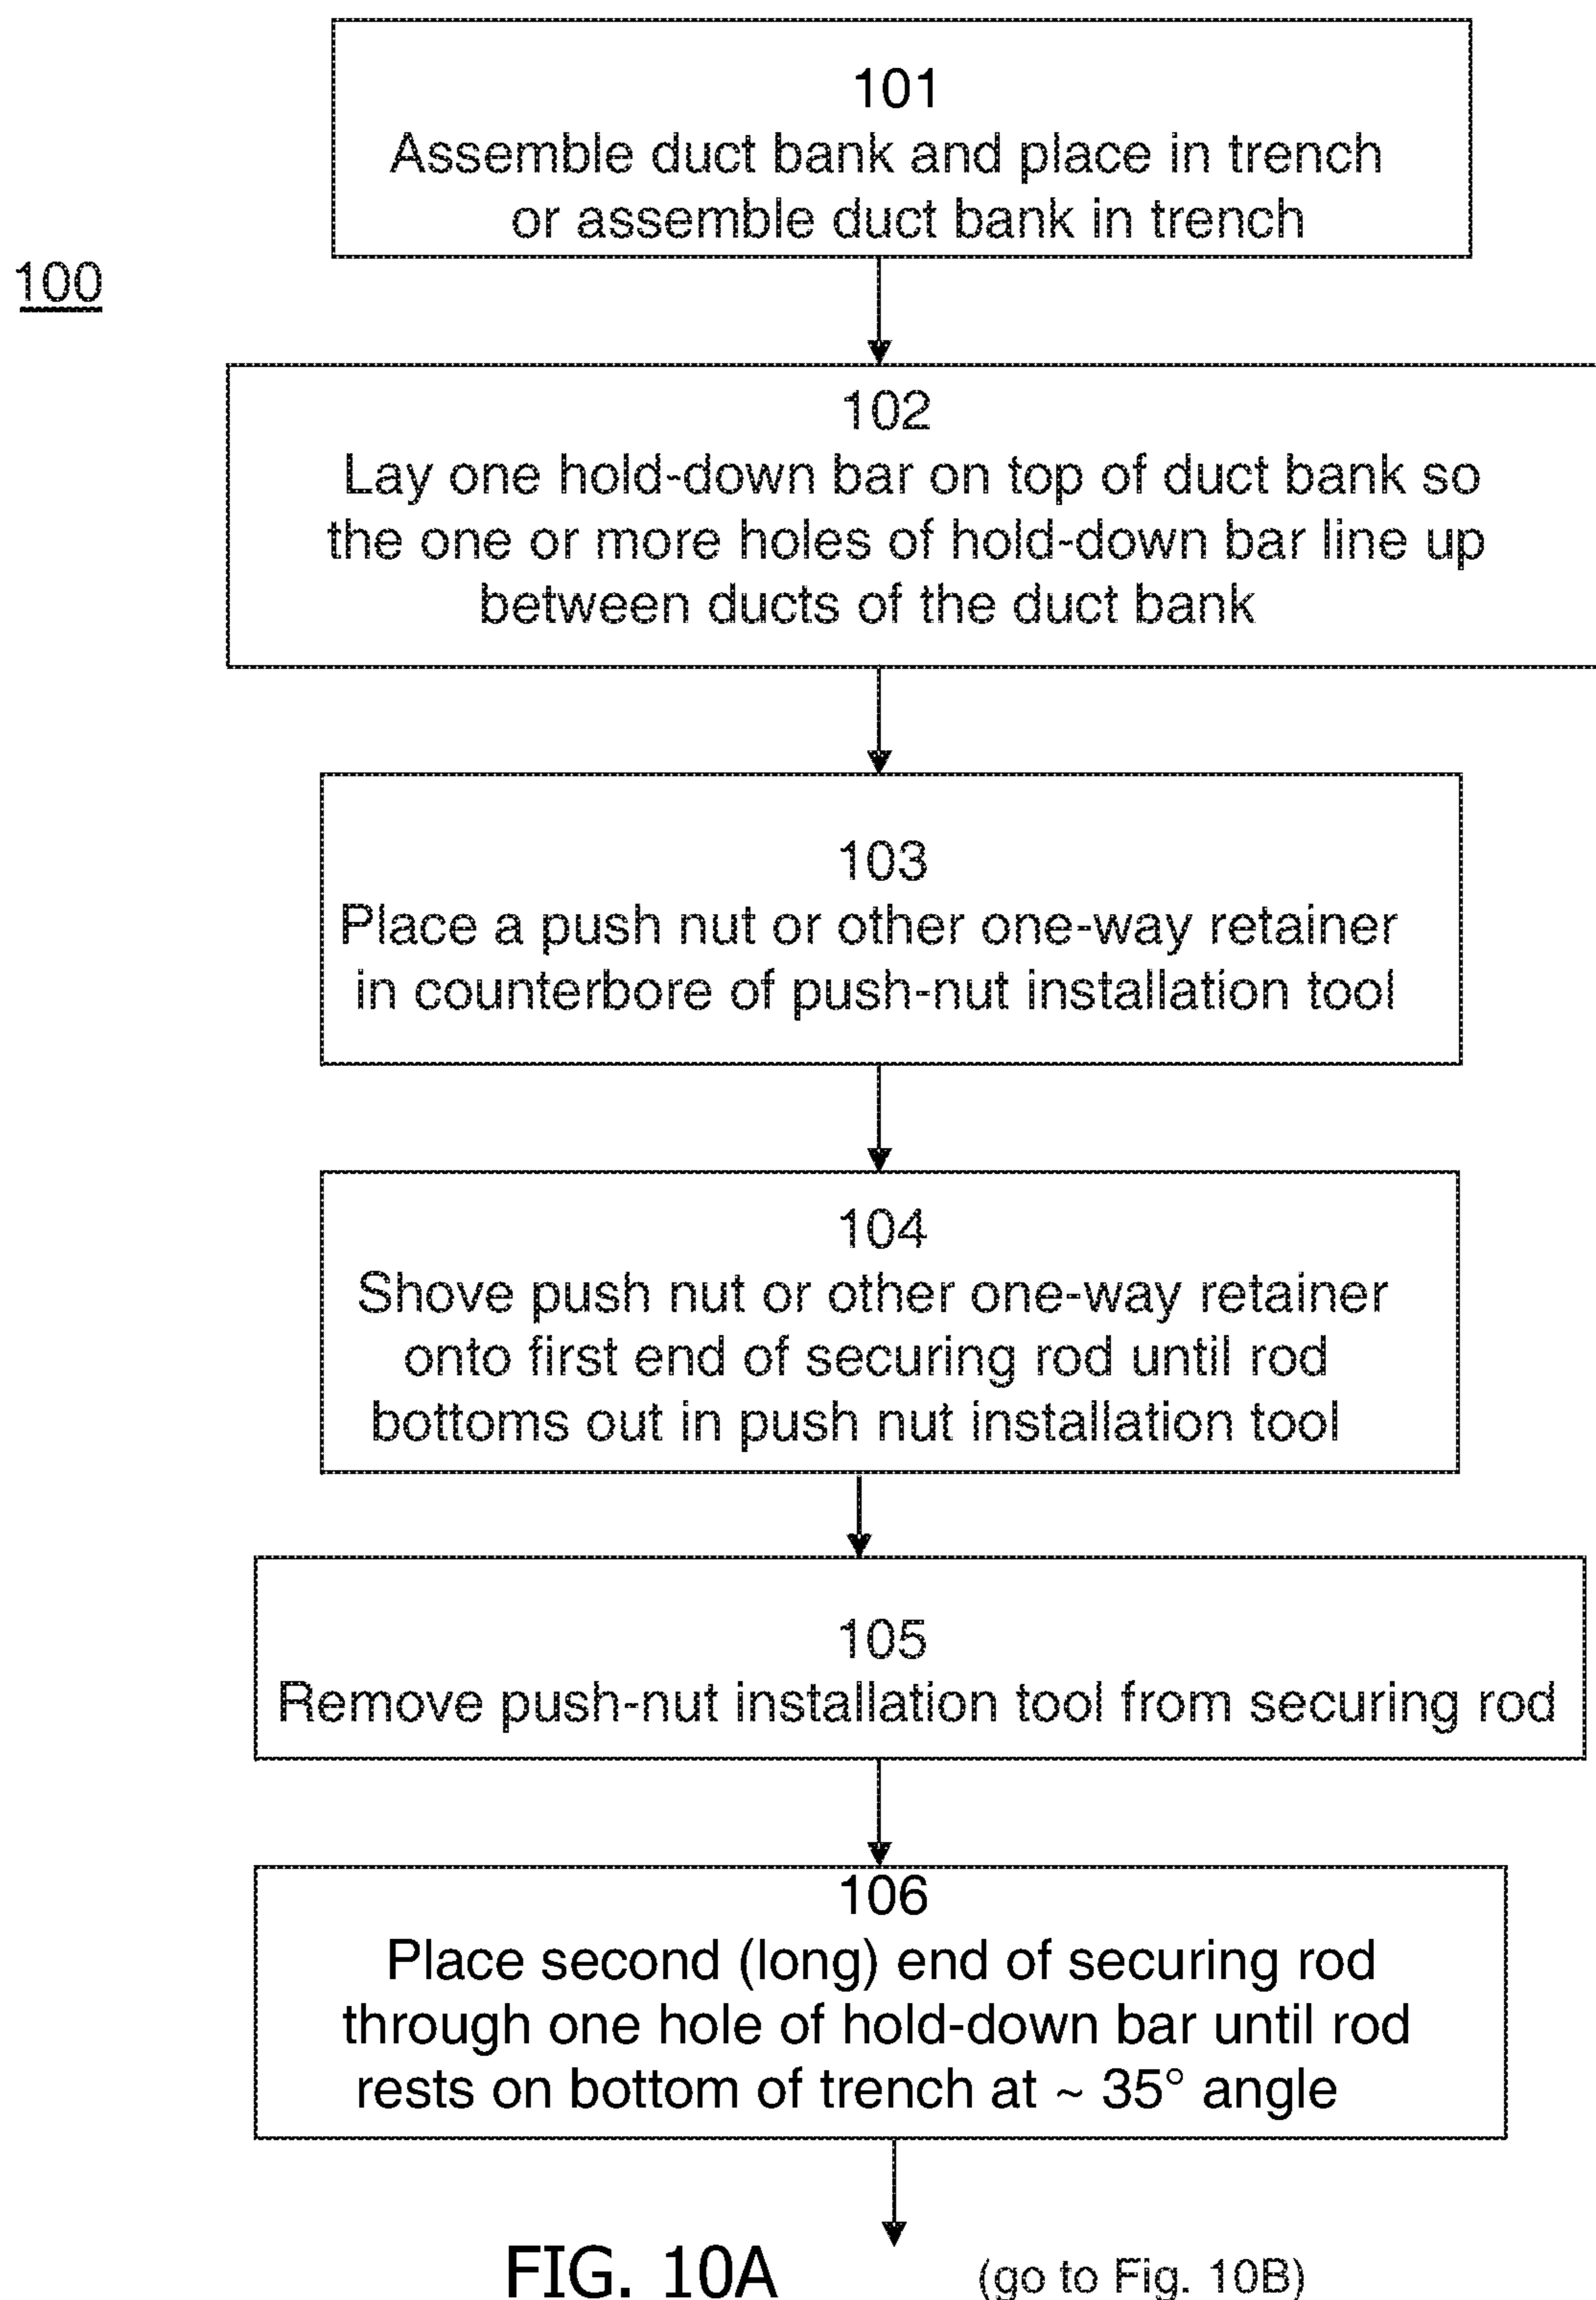 101
Assemble duct bank and place in trench
or assemble duct bank in trench
100
102
Lay one hold-down bar on top of duct bank so
the one or more holes of hold-down bar line up
between ducts of the duct bank
103
Place a push nut or other one-way retainer
in counterbore of push-nut installation tool
104
Shove push nut or other one-way retainer
onto first end of securing rod until rod
bottoms out in push nut installation tool
105
Remove push-nut installation tool from securing rod
106
Place second (long) end of securing rod
through one hole of hold-down bar until rod
rests on bottom of trench at ~ 35° angle
FIG. 10A
(go to Fig. 10B)